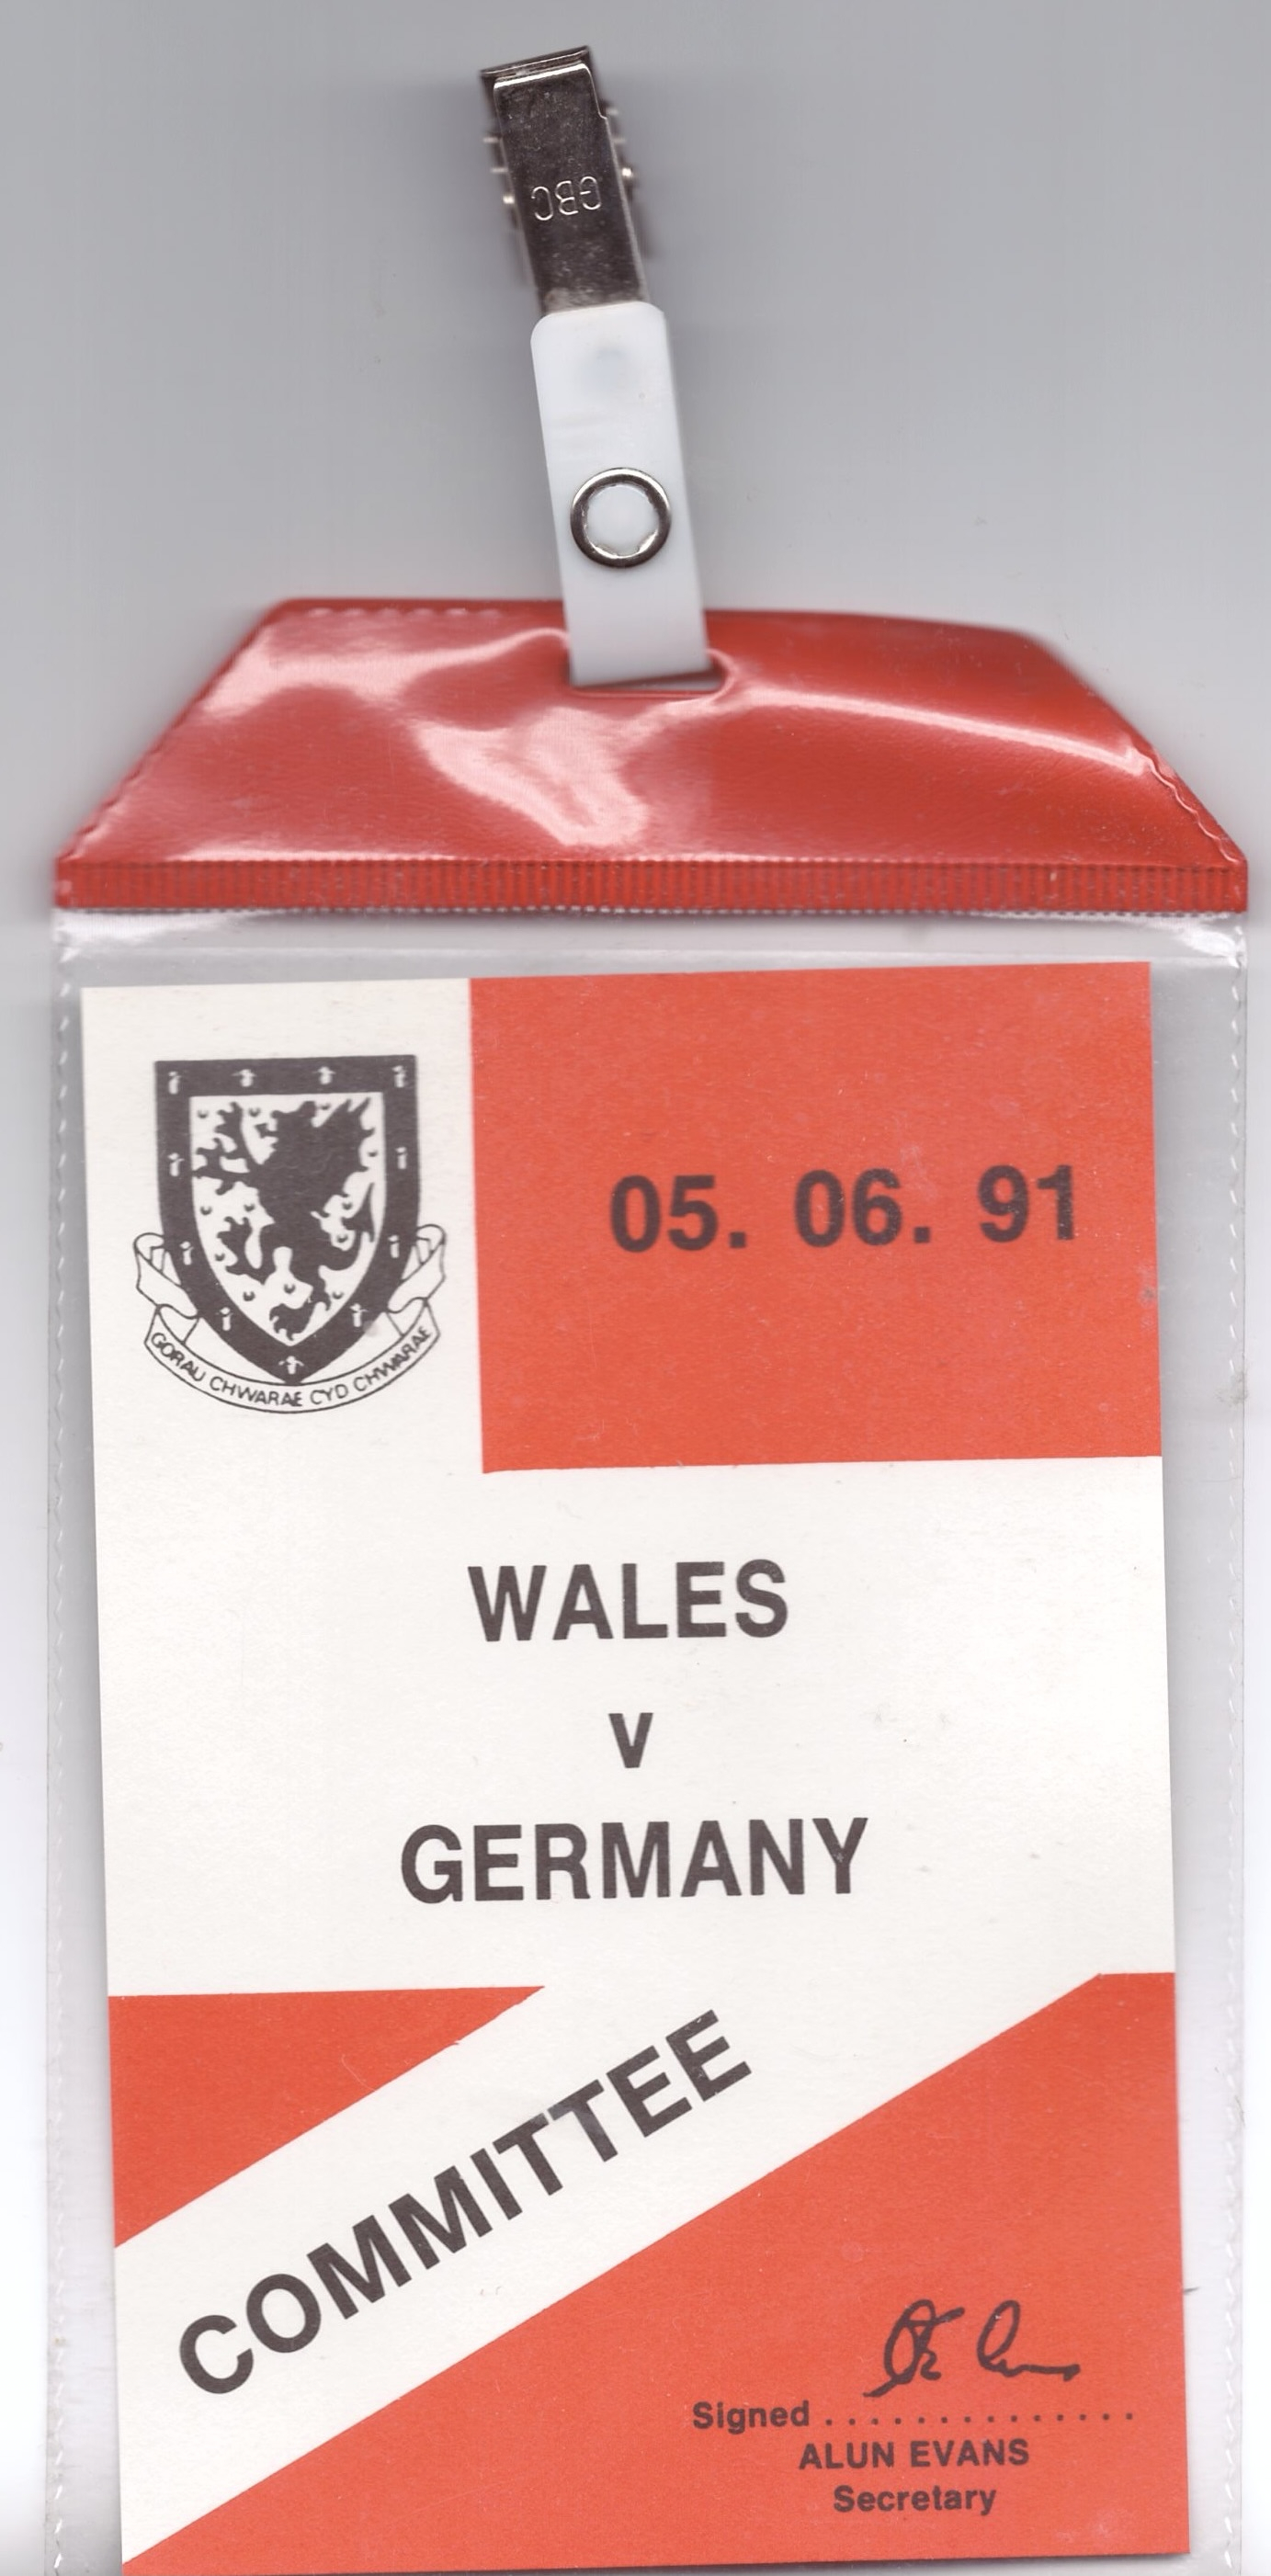 GBC
05. 06. 91
GORAU CHWARAE CYD CHWARAE
WALES
v
GERMANY
COMMITTEE
Signed ...............
ALUN EVANS
Secretary